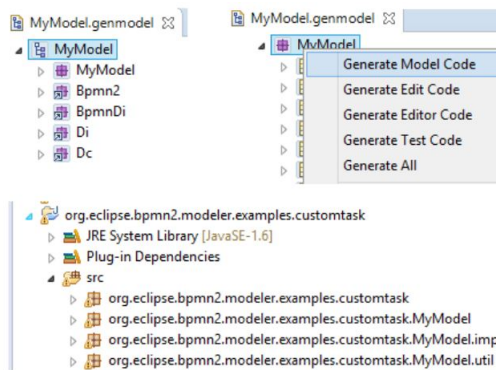 MyModel.genmodel
MyModel
MyModel
Bpmn2
BpmnDi
Di
Dc
MyModel.genmodel
MyModel
Generate Model Code
Generate Edit Code
Generate Editor Code
Generate Test Code
Generate All
org.eclipse.bpmn2.modeler.examples.customtask
JRE System Library [JavaSE-1.6]
Plug-in Dependencies
src
org.eclipse.bpmn2.modeler.examples.customtask
org.eclipse.bpmn2.modeler.examples.customtask.MyModel
org.eclipse.bpmn2.modeler.examples.customtask.MyModel.imp
org.eclipse.bpmn2.modeler.examples.customtask.MyModel.util